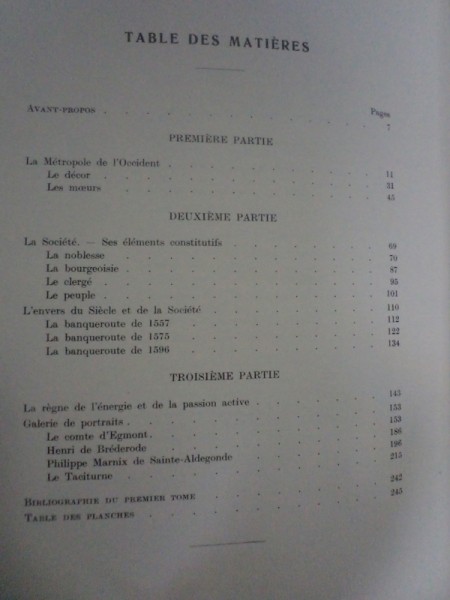 TABLE DES MATIÈRES
Pages
AVANT-PROPOS . . . . . . . 7
PREMIÈRE PARTIE
La Métropole de l'Occident . . . . . . . 11
Le décor . . . . . . . 31
Les mœurs . . . . . . . 45
DEUXIÈME PARTIE
La Société. — Ses éléments constitutifs . . . . . . . 69
La noblesse . . . . . . . 70
La bourgeoisie . . . . . . . 87
Le clergé . . . . . . . 95
Le peuple . . . . . . . 101
L'envers du Siècle et de la Société . . . . . . . 110
La banqueroute de 1557 . . . . . . . 112
La banqueroute de 1575 . . . . . . . 122
La banqueroute de 1596 . . . . . . . 134
TROISIÈME PARTIE
La règne de l'énergie et de la passion active . . . . . . . 145
Galerie de portraits . . . . . . . 153
Le comte d'Egmont . . . . . . . 153
Henri de Bréderode . . . . . . . 186
Philippe Marnix de Sainte-Aldegonde . . . . . . . 196
Le Taciturne . . . . . . . 215
BIBLIOGRAPHIE DU PREMIER TOME . . . . . . . 242
TABLE DES PLANCHES . . . . . . . 245